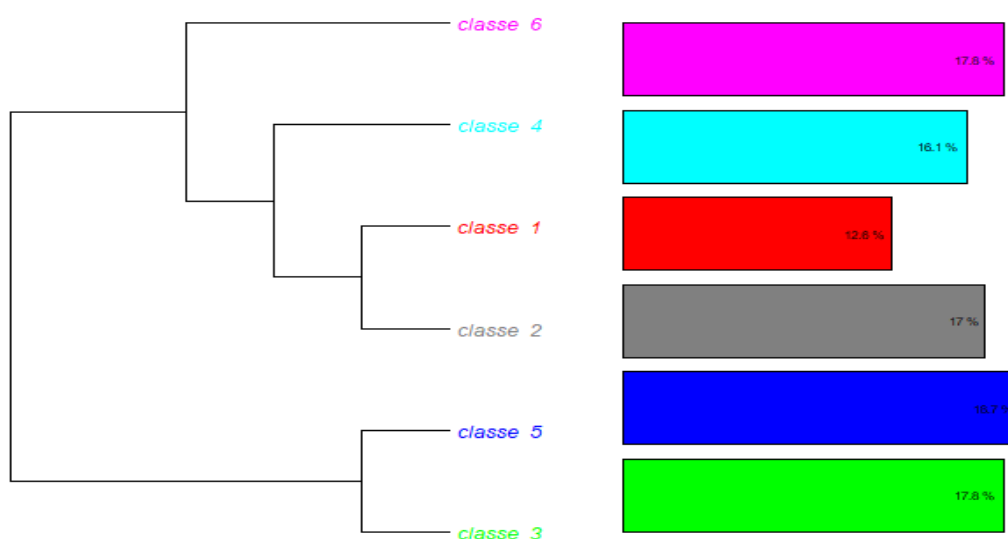 classe 6
17.8 %
classe 4
16.1 %
classe 1
12.6 %
classe 2
17 %
classe 5
18.7 %
classe 3
17.8 %